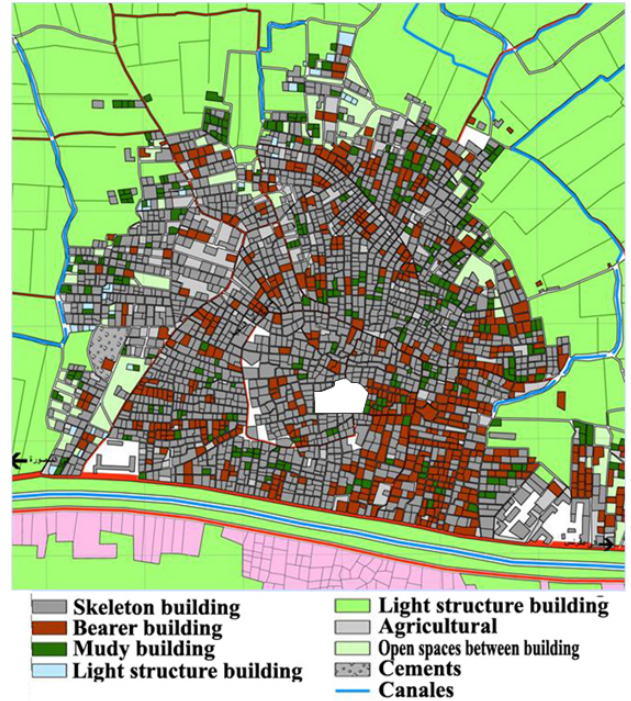 المنصورة
Skeleton building
Bearer building
Mudy building
Light structure building
Light structure building
Agricultural
Open spaces between building
Cements
Canales